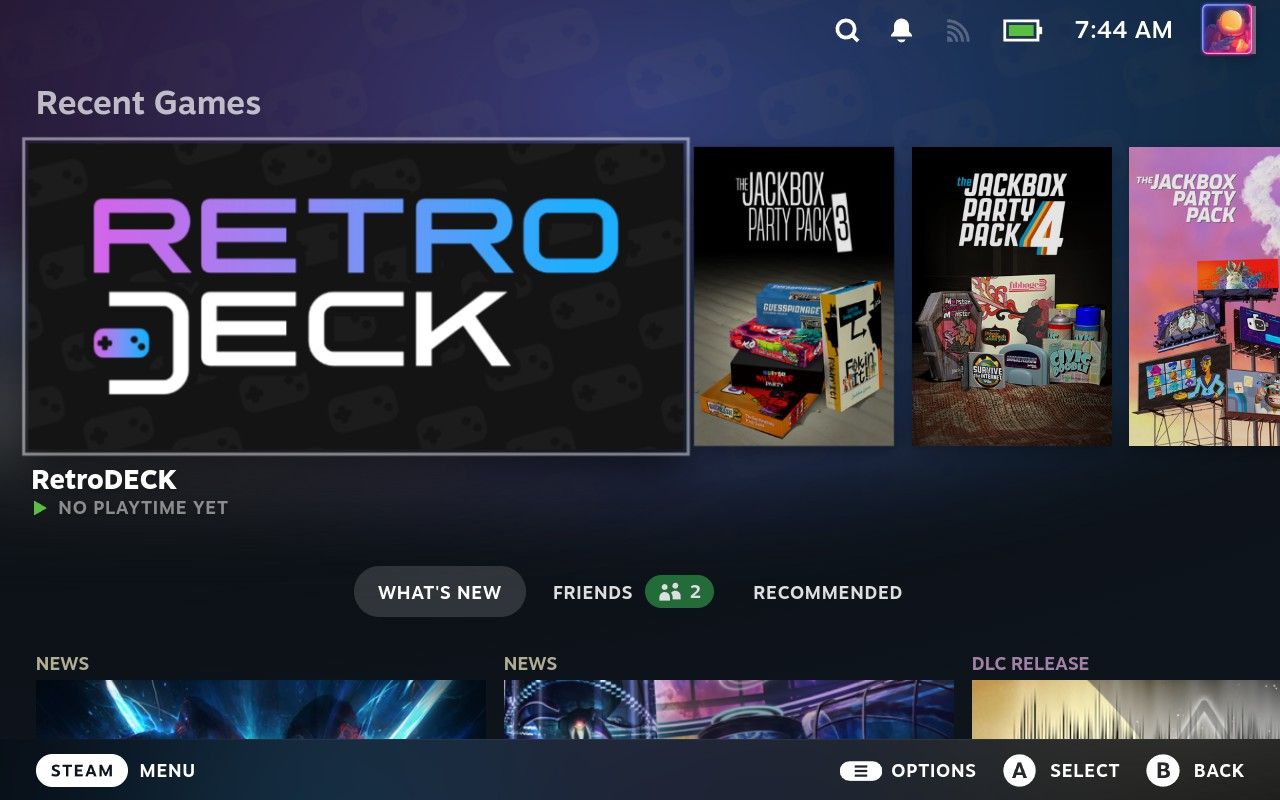 7:44 AM
Recent Games
RETRO
DECK
THE JACKBOX
PARTY PACK 3
GUESSPIONAGE
the JACKBOX
PARTY
PACK 4
fibbage 3
Monster
SURVIVE
THE INTERNET
CIVIC
DOODLE
THE JACKBOX
PARTY
PACK
RetroDECK
NO PLAYTIME YET
WHAT'S NEW
FRIENDS 2
RECOMMENDED
NEWS
NEWS
DLC RELEASE
STEAM MENU
OPTIONS
A SELECT
B BACK